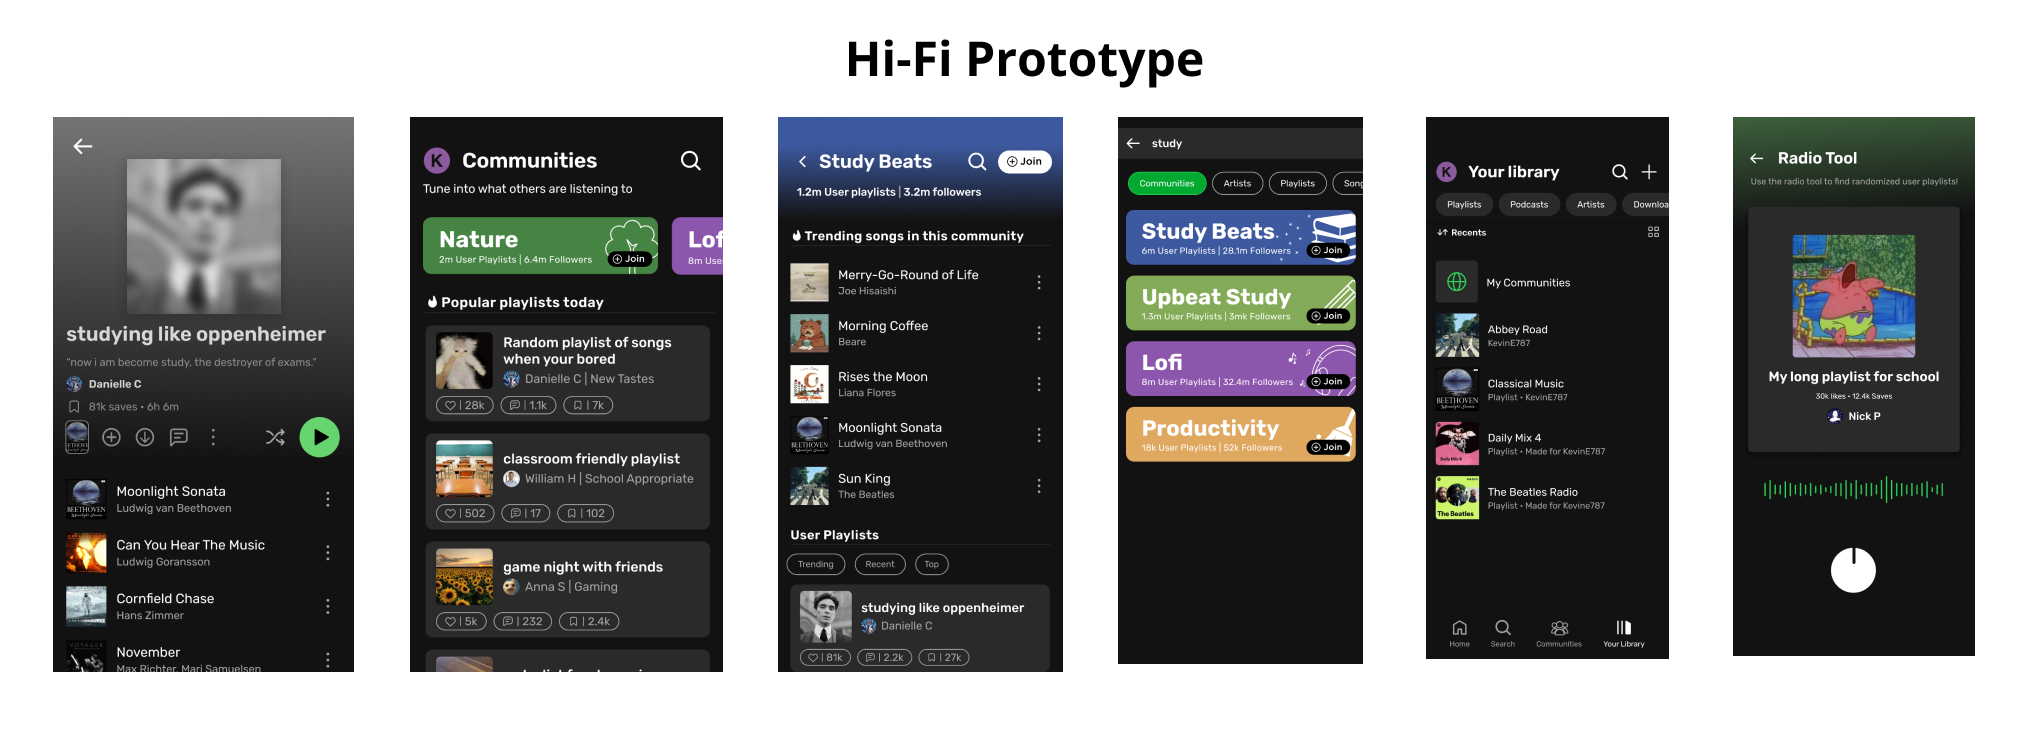 Hi-Fi Prototype
studying like oppenheimer
"now i am become study, the destroyer of exams."
Danielle C
81k saves • 6h 6m
Moonlight Sonata
Ludwig van Beethoven
BEETHOVEN
Moonlight Sonata
Can You Hear The Music
Ludwig Goransson
Cornfield Chase
Hans Zimmer
VOYAGER
November
Max Richter, Mari Samuelsen
K
Communities
Tune into what others are listening to
Nature
2m User Playlists | 6.4m Followers
Join
Lof
8m Use
Popular playlists today
Random playlist of songs
when your bored
Danielle C | New Tastes
28k
1.1k
7k
classroom friendly playlist
William H | School Appropriate
502
17
102
game night with friends
Anna S | Gaming
5k
232
2.4k
Study Beats
Join
1.2m User playlists | 3.2m followers
Trending songs in this community
Merry-Go-Round of Life
Joe Hisaishi
Morning Coffee
Beare
Rises the Moon
Liana Flores
Moonlight Sonata
Ludwig van Beethoven
BEETHOVEN
Sun King
The Beatles
User Playlists
Trending
Recent
Top
studying like oppenheimer
Danielle C
81k
2.2k
27k
study
Communities
Artists
Playlists
Song
Study Beats
6m User Playlists | 28.1m Followers
Join
Upbeat Study
1.3m User Playlists | 3mk Followers
Join
Lofi
8m User Playlists | 32.4m Followers
Join
Productivity
18k User Playlists | 52k Followers
Join
K
Your library
Playlists
Podcasts
Artists
Downloa
Recents
My Communities
Abbey Road
KevinE787
Classical Music
Playlist • KevinE787
BEETHOVEN
Daily Mix 4
Playlist • Made for KevinE787
Daily Mix 4
The Beatles Radio
Playlist • Made for Kevine787
The Beatles
Home
Search
Communities
Your Library
Radio Tool
Use the radio tool to find randomized user playlists!
My long playlist for school
30k likes • 12.4k Saves
Nick P